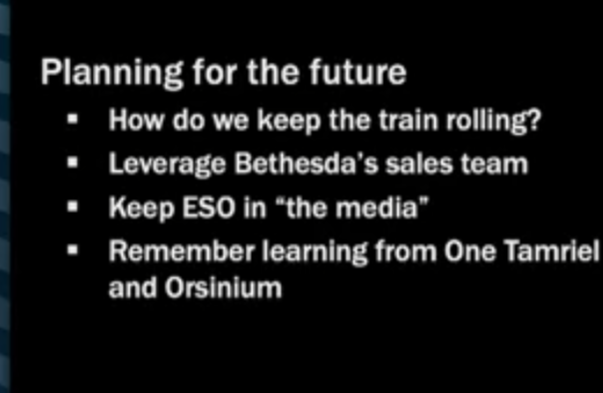 Planning for the future
▪ How do we keep the train rolling?
▪ Leverage Bethesda's sales team
▪ Keep ESO in "the media"
▪ Remember learning from One Tamriel
and Orsinium